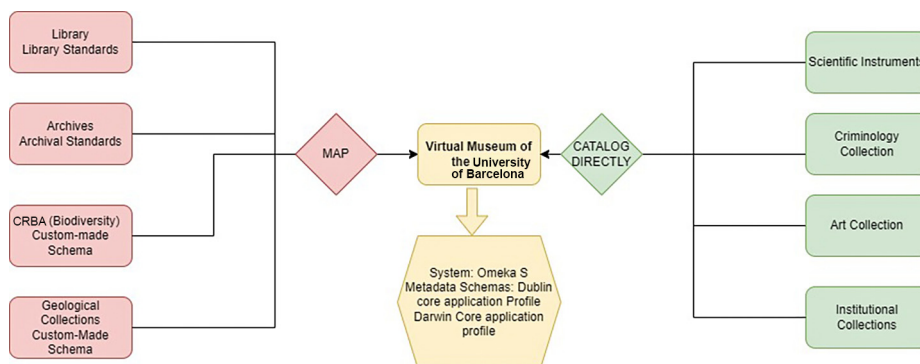 Library
Library Standards
Archives
Archival Standards
CRBA (Biodiversity)
Custom-made
Schema
Geological
Collections
Custom-Made
Schema
MAP
Virtual Museum of
the University
of Barcelona
System: Omeka S
Metadata Schemas: Dublin
core application Profile
Darwin Core application
profile
CATALOG
DIRECTLY
Scientific Instruments
Criminology
Collection
Art Collection
Institutional
Collections